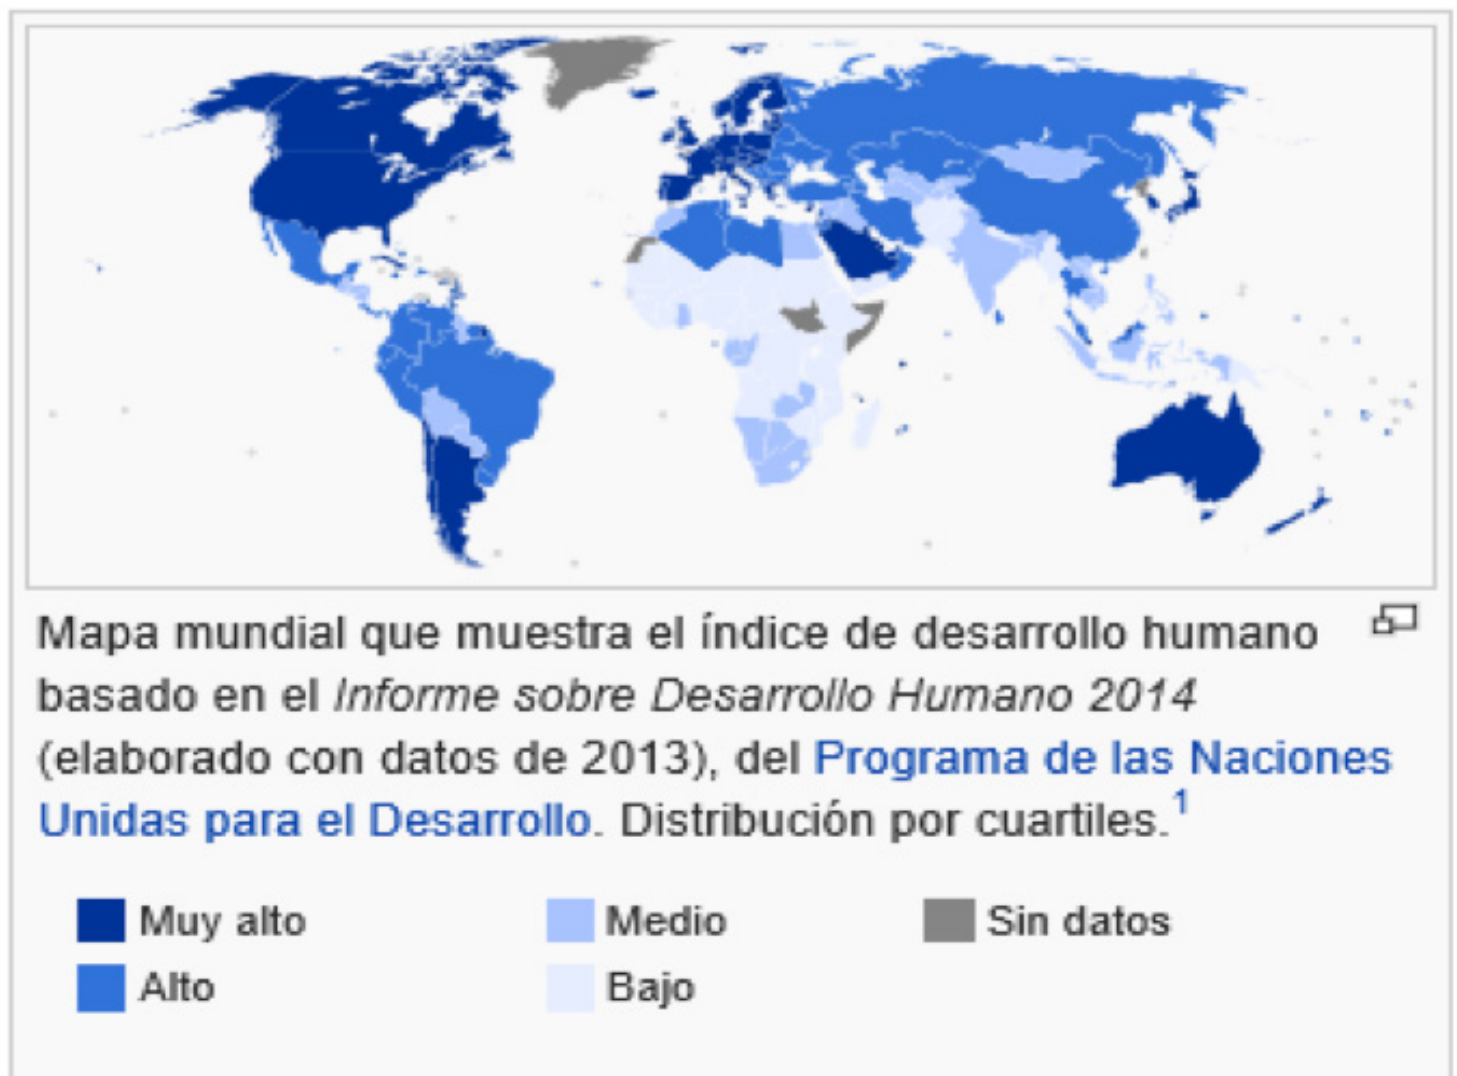 Mapa mundial que muestra el índice de desarrollo humano
basado en el Informe sobre Desarrollo Humano 2014
(elaborado con datos de 2013), del Programa de las Naciones
Unidas para el Desarrollo. Distribución por cuartiles.1
Muy alto
Medio
Sin datos
Alto
Bajo